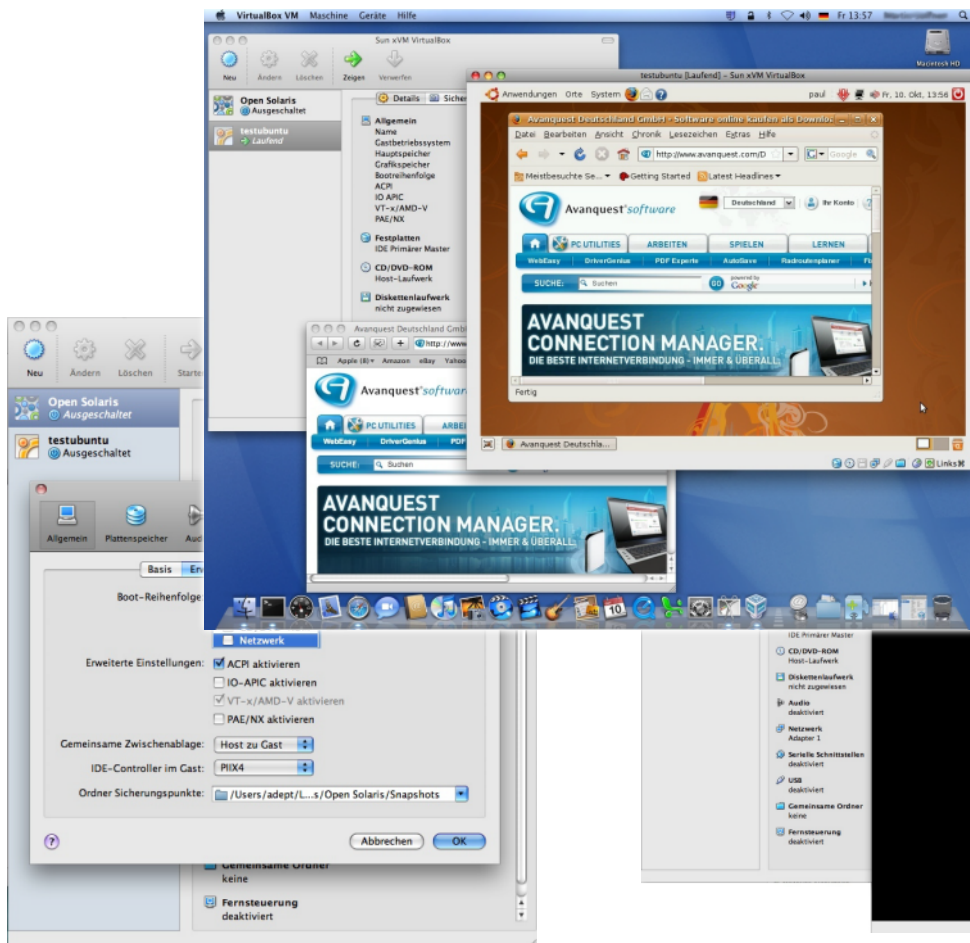 VirtualBox VM Maschine Geräte Hilfe
Fr 13:57
Macintosh HD
Sun xVM VirtualBox
Neu Ändern Löschen Zeigen Verwerfen
Open Solaris
Ausgeschaltet
testubuntu
Laufend
Details
Allgemein
Name
Gastbetriebssystem
Hauptspeicher
Grafikspeicher
Bootreihenfolge
ACPI
IO APIC
VT-x/AMD-V
PAE/NX
Festplatten
IDE Primärer Master
CD/DVD-ROM
Host-Laufwerk
Diskettenlaufwerk
nicht zugewiesen
testubuntu [Laufend] - Sun xVM VirtualBox
Anwendungen Orte System
paul Fr, 10. Okt, 13:56
Avanquest Deutschland GmbH - Software online kaufen als
Datei Bearbeiten Ansicht Chronik Lesezeichen Extras Hilfe
http://www.avanquest.com/D
Google
Meistbesuchte Se... Getting Started Latest Headlines
Avanquest software
Deutschland
Ihr Konto
PC UTILITIES ARBEITEN SPIELEN LERNEN
WebEasy DriverGenius PDF Experte AutoSave Radroutenplaner
SUCHE: Suchen GO powered by Google
AVANQUEST
CONNECTION MANAGER.
DIE BESTE INTERNETVERBINDUNG - IMMER & ÜBERALL.
Fertig
Avanquest Deutschla...
Links⌘
Avanquest Deutschland
http://www
Apple (8) Amazon eBay Yahoo
Avanquest software
PC UTILITIES
WebEasy DriverGenius PDF
SUCHE: Suchen
AVANQUEST
CONNECTION MANAGER.
DIE BESTE INTERNETVERBINDUNG - IMMER & ÜBERALL.
10
Neu Ändern Löschen
Open Solaris
Ausgeschaltet
testubuntu
Ausgeschaltet
Allgemein Plattenspeicher
Basis
Boot-Reihenfolge:
Netzwerk
Erweiterte Einstellungen:
ACPI aktivieren
IO-APIC aktivieren
VT-x/AMD-V aktivieren
PAE/NX aktivieren
Gemeinsame Zwischenablage: Host zu Gast
IDE-Controller im Gast: PIIX4
Ordner Sicherungspunkte: /Users/adept/L...s/Open Solaris/Snapshots
? Abbrechen OK
Gemeinsame Ordner
keine
Fernsteuerung
deaktiviert
IDE Primärer Master
CD/DVD-ROM
Host-Laufwerk
Diskettenlaufwerk
nicht zugewiesen
Audio
deaktiviert
Netzwerk
Adapter 1
Serielle Schnittstellen
deaktiviert
USB
deaktiviert
Gemeinsame Ordner
keine
Fernsteuerung
deaktiviert